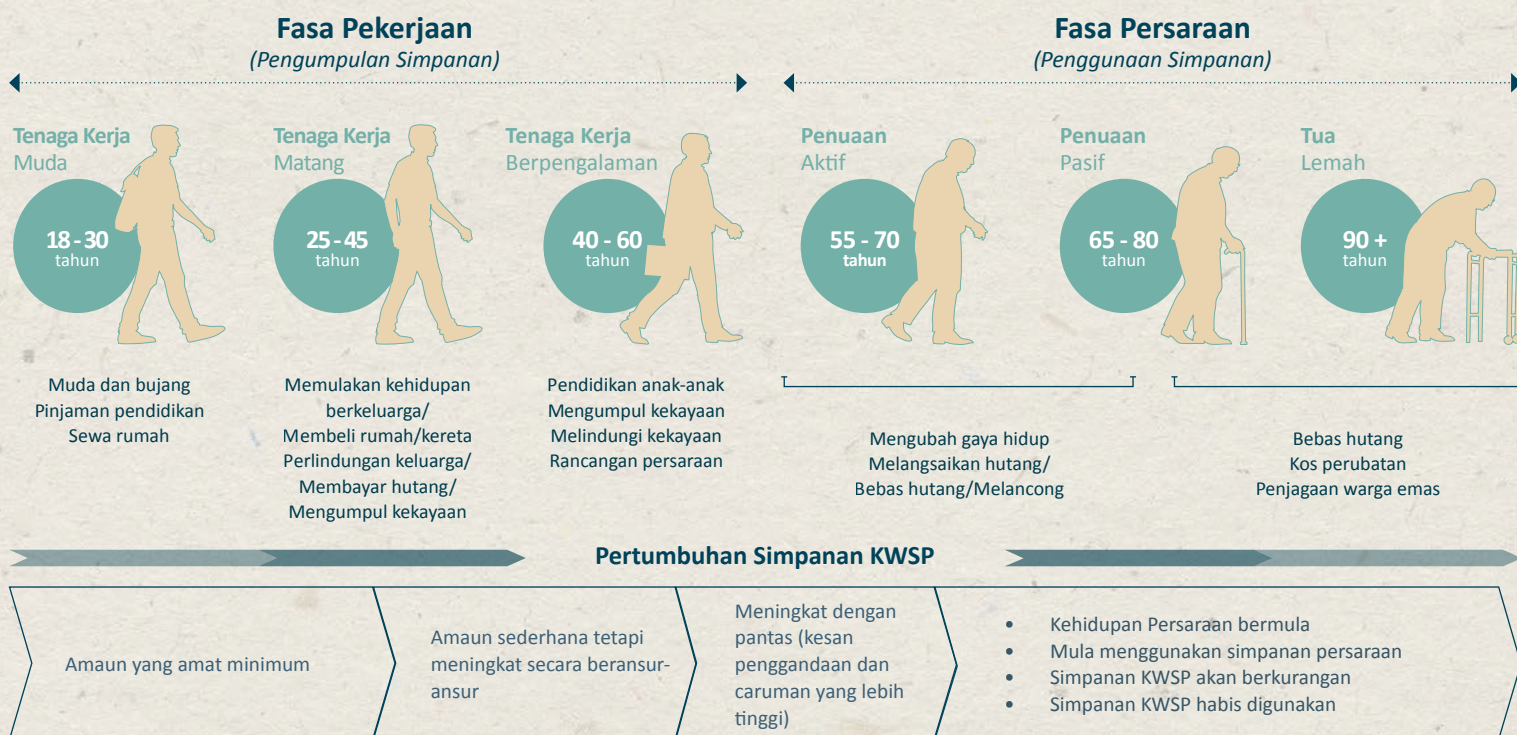 Fasa Pekerjaan
(Pengumpulan Simpanan)
Fasa Persaraan
(Penggunaan Simpanan)
Tenaga Kerja
Muda
18 - 30
tahun
Tenaga Kerja
Matang
25 - 45
tahun
Tenaga Kerja
Berpengalaman
40 - 60
tahun
Penuaan
Aktif
55 - 70
tahun
Penuaan
Pasif
65 - 80
tahun
Tua
Lemah
90 +
tahun
Muda dan bujang
Pinjaman pendidikan
Sewa rumah
Memulakan kehidupan
berkeluarga/
Membeli rumah/kereta
Perlindungan keluarga/
Membayar hutang/
Mengumpul kekayaan
Pendidikan anak-anak
Mengumpul kekayaan
Melindungi kekayaan
Rancangan persaraan
Mengubah gaya hidup
Melangsaikan hutang/
Bebas hutang/Melancong
Bebas hutang
Kos perubatan
Penjagaan warga emas
Pertumbuhan Simpanan KWSP
Amaun yang amat minimum
Amaun sederhana tetapi
meningkat secara beransur-
ansur
Meningkat dengan
pantas (kesan
penggandaan dan
caruman yang lebih
tinggi)
• Kehidupan Persaraan bermula
• Mula menggunakan simpanan persaraan
• Simpanan KWSP akan berkurangan
• Simpanan KWSP habis digunakan